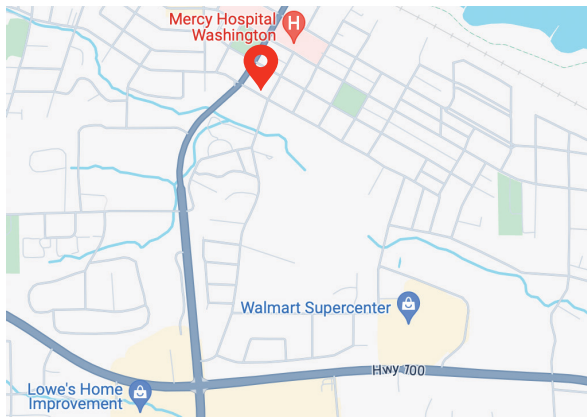 Mercy Hospital
Washington
H
Walmart Supercenter
Hwy 700
Lowe's Home
Improvement